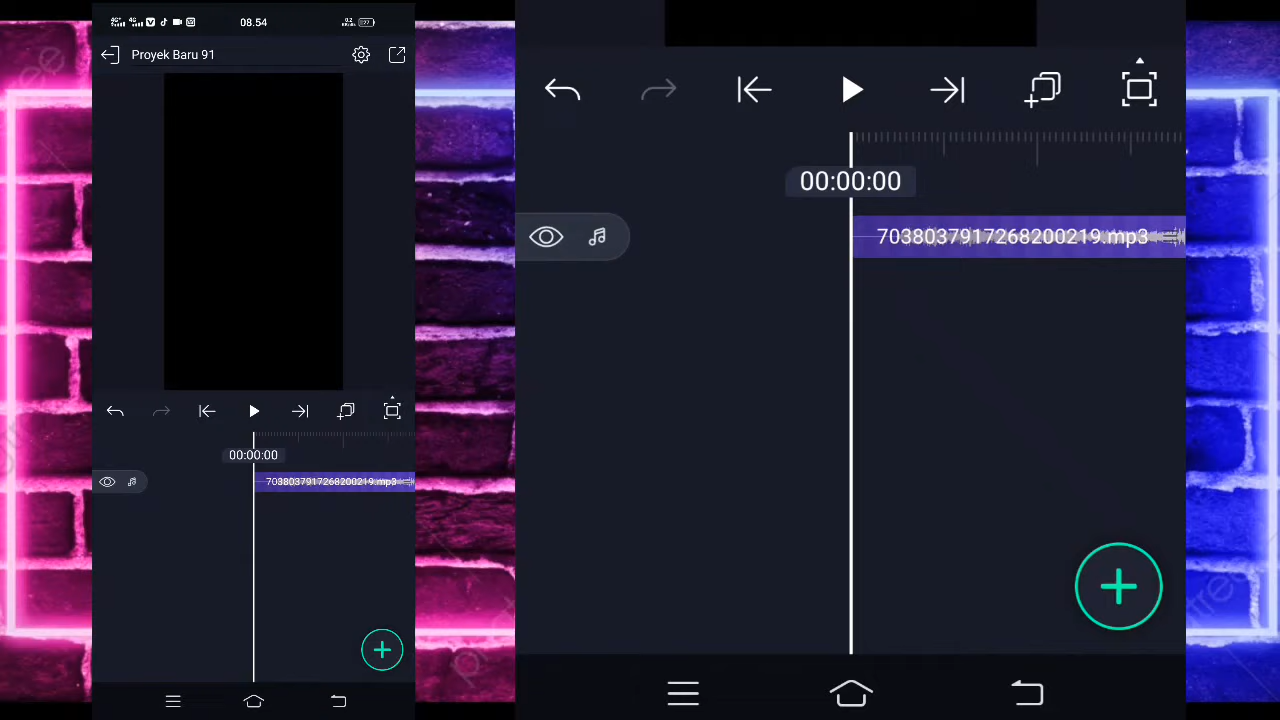 08.54
Proyek Baru 91
00:00:00
7038037917268200219.mp3
00:00:00
7038037917268200219.mp3